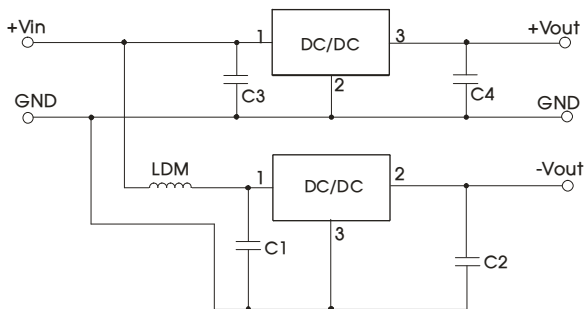 +Vin 1 DC/DC 3 +Vout
C3 2 C4
GND GND
LDM 1 DC/DC 2 -Vout
C1 3 C2